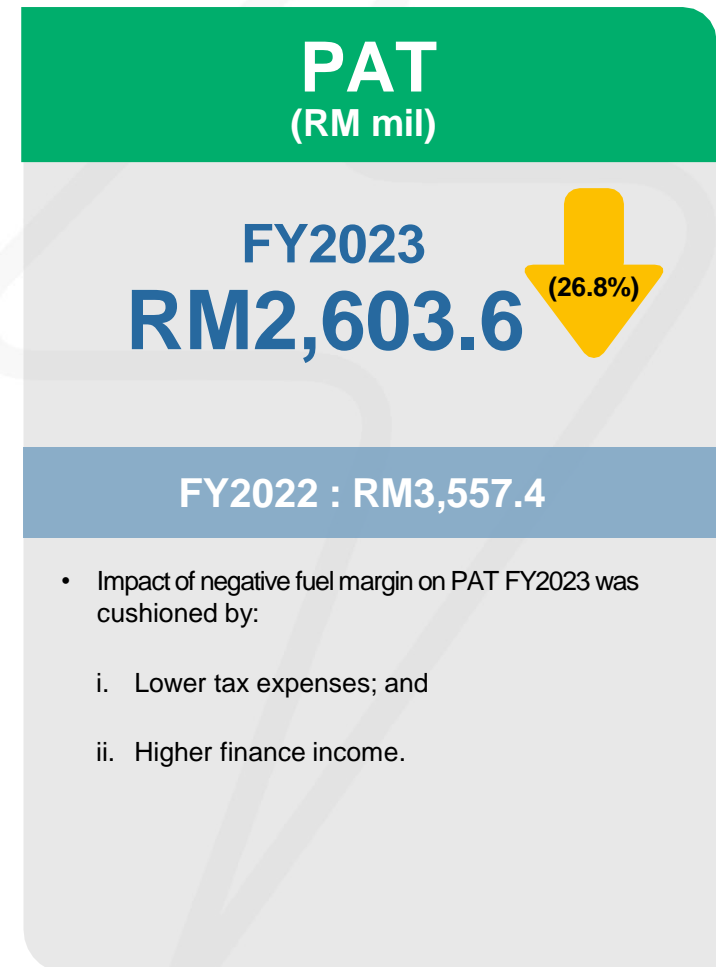 PAT
(RM mil)
FY2023
RM2,603.6
(26.8%)
FY2022 : RM3,557.4
• Impact of negative fuel margin on PAT FY2023 was
cushioned by:
i. Lower tax expenses; and
ii. Higher finance income.